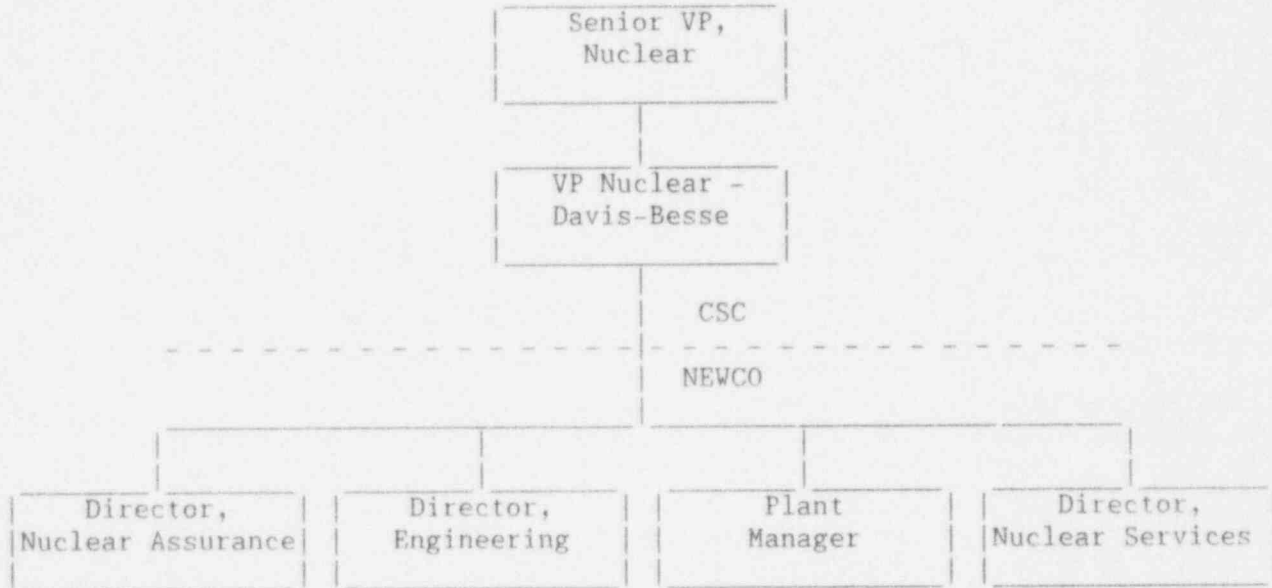 Senior VP,
Nuclear
VP Nuclear -
Davis-Besse
CSC
NEWCO
Director,
Nuclear Assurance
Director,
Engineering
Plant
Manager
Director,
Nuclear Services